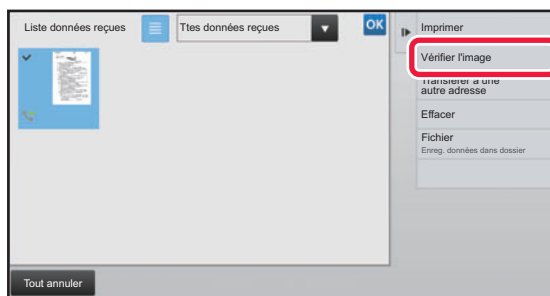 Liste données reçues
Ttes données reçues
OK
Imprimer
Vérifier l'image
Transférer à une
autre adresse
Effacer
Fichier
Enreg. données dans dossier
Tout annuler